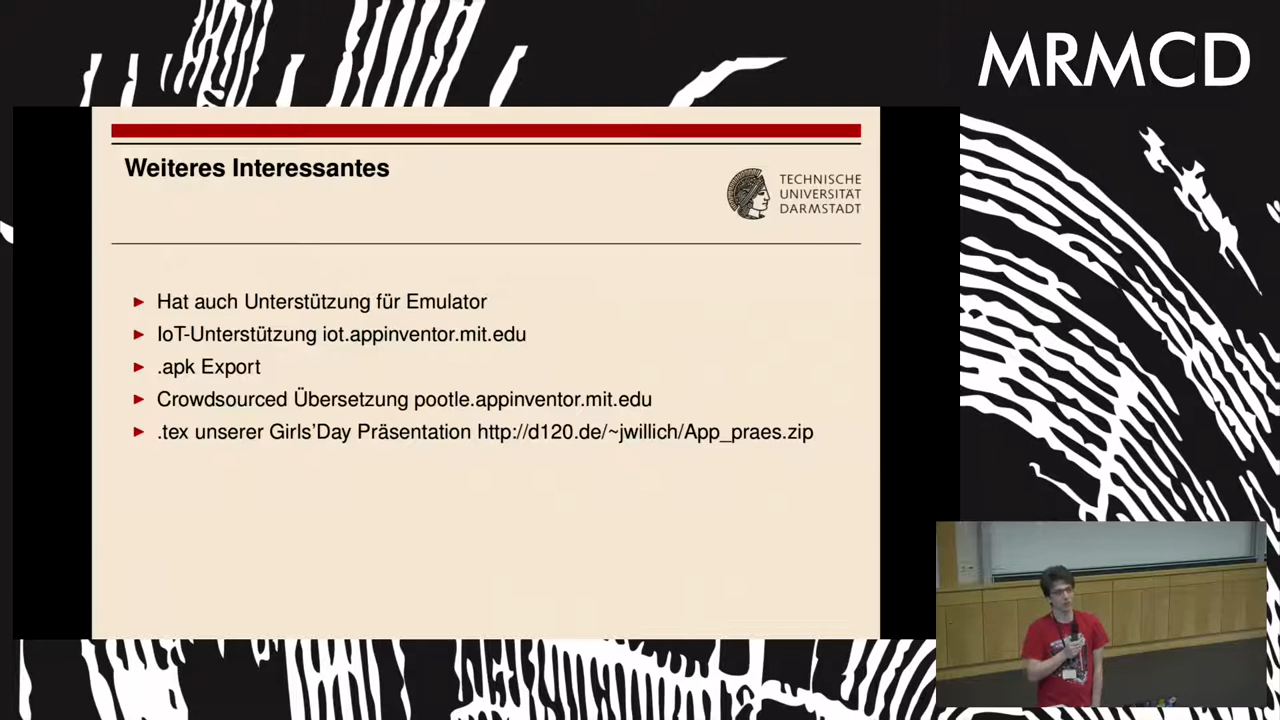 MRMCD
Weiteres Interessantes
TECHNISCHE
UNIVERSITÄT
DARMSTADT
Hat auch Unterstützung für Emulator
IoT-Unterstützung iot.appinventor.mit.edu
.apk Export
Crowdsourced Übersetzung pootle.appinventor.mit.edu
.tex unserer Girls'Day Präsentation http://d120.de/~jwillich/App_praes.zip